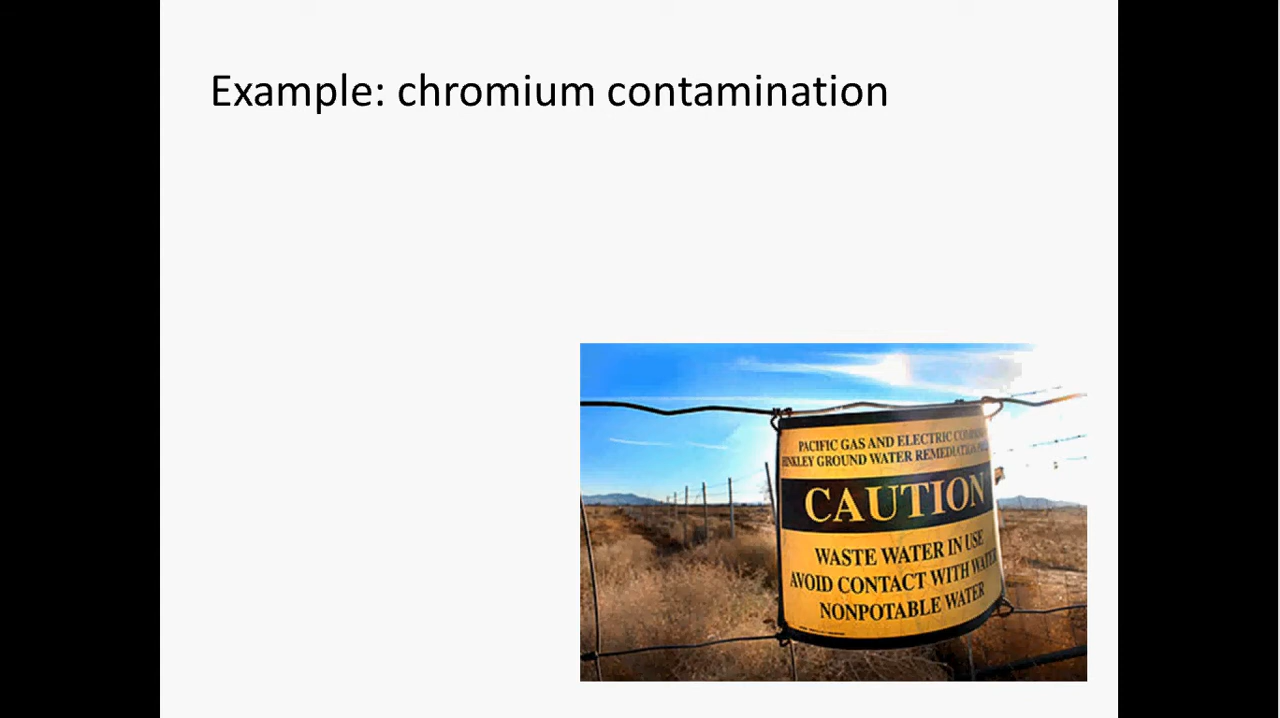 Example: chromium contamination
PACIFIC GAS AND ELECTRIC
GROUND WATER REMEDIATION
CAUTION
WASTE WATER IN USE
AVOID CONTACT WITH WATER
NONPOTABLE WATER